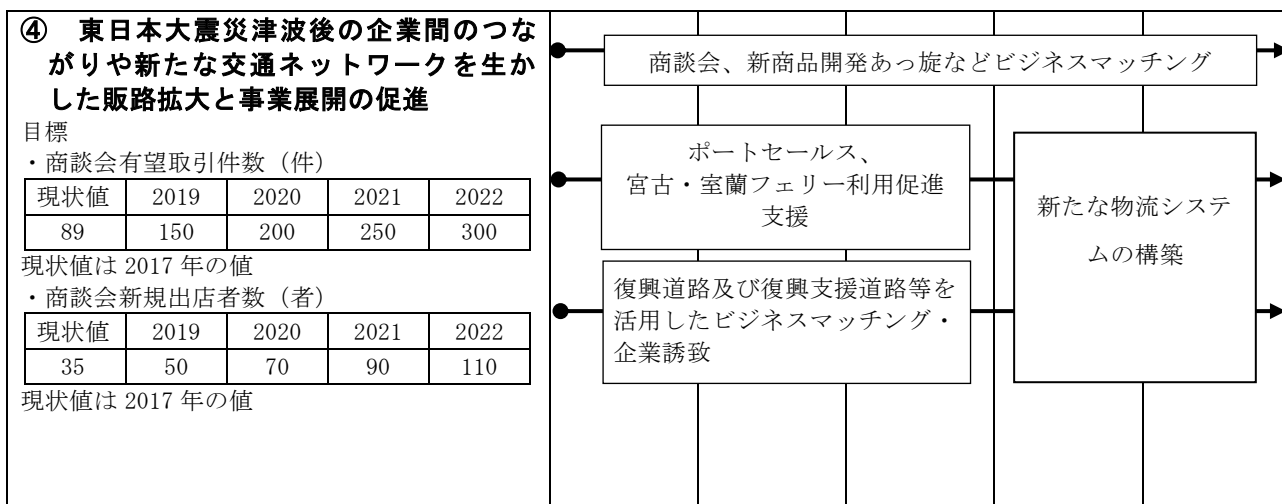 ④ 東日本大震災津波後の企業間のつな
がりや新たな交通ネットワークを生か
した販路拡大と事業展開の促進
目標
・商談会有望取引件数（件）
現状値 2019 2020 2021 2022
89 150 200 250 300
現状値は 2017 年の値
・商談会新規出店者数（者）
現状値 2019 2020 2021 2022
35 50 70 90 110
現状値は 2017 年の値
商談会、新商品開発あっ旋などビジネスマッチング
ポートセールス、
宮古・室蘭フェリー利用促進
支援
復興道路及び復興支援道路等を
活用したビジネスマッチング・
企業誘致
新たな物流システ
ムの構築